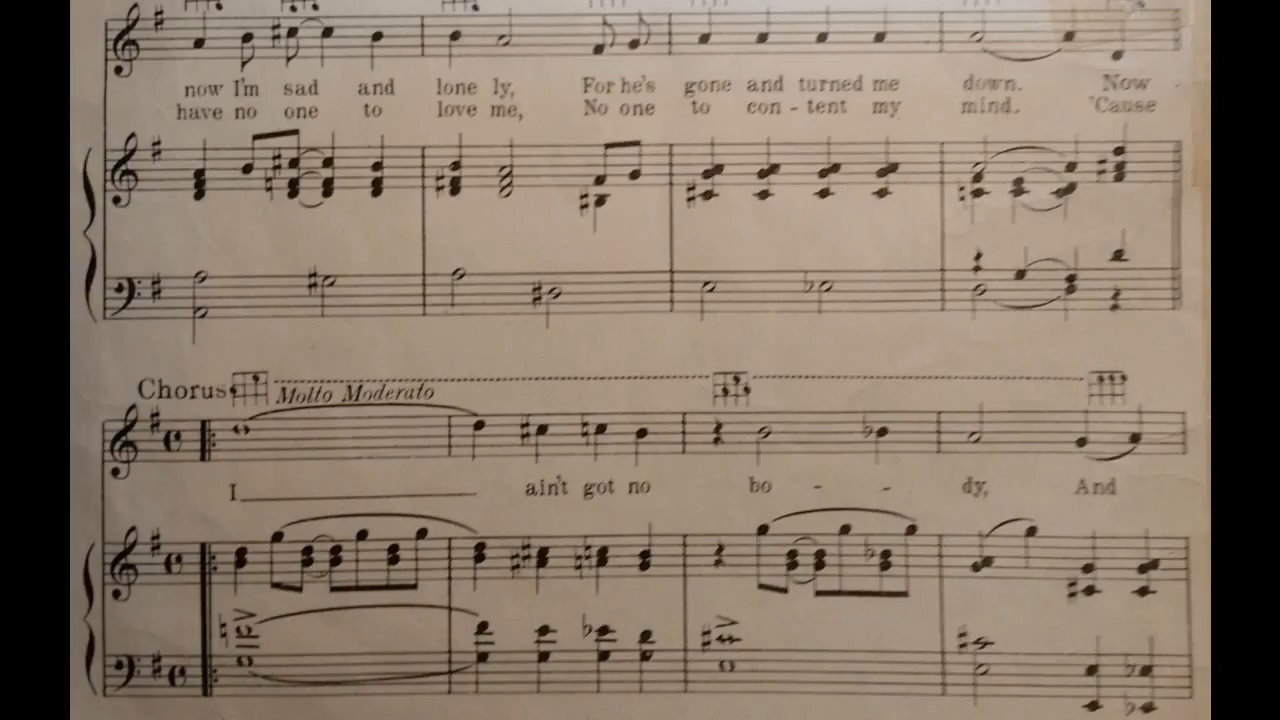 now I'm sad and lone ly, For he's gone and turned me down. Now
have no one to love me, No one to con - tent my mind. 'Cause
Chorus Molto Moderato
I ain't got no bo - - dy, And